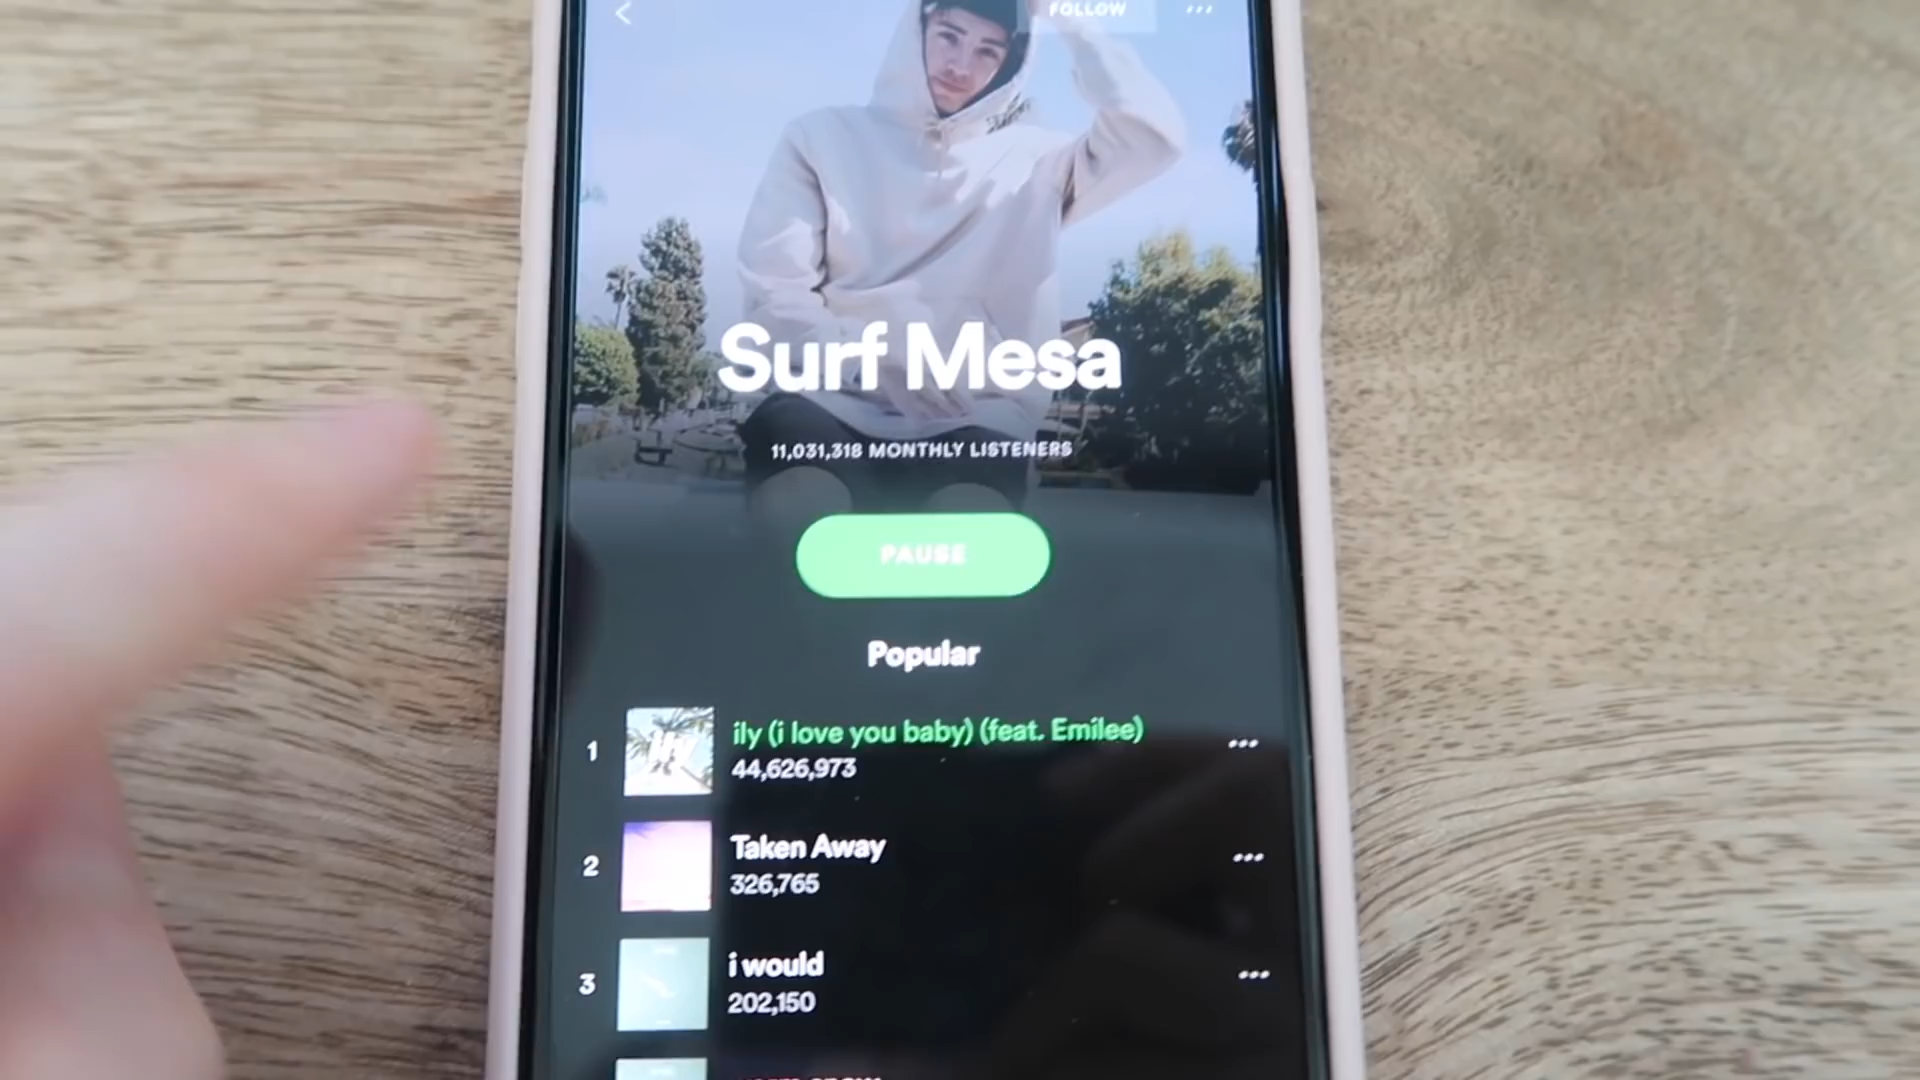 FOLLOW
Surf Mesa
11,031,318 MONTHLY LISTENERS
PAUSE
Popular
1
ily (i love you baby) (feat. Emilee)
44,626,973
2
Taken Away
326,765
3
i would
202,150